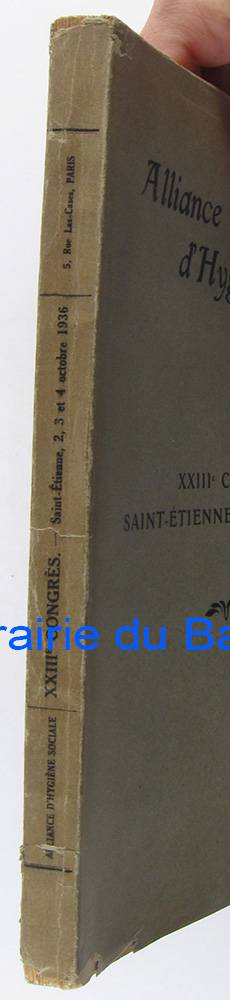 ALLIANCE D'HYGIÈNE SOCIALE
XXIIIe CONGRÈS. — Saint-Étienne, 2, 3 et 4 octobre 1936
5, Rue Las-Cases, PARIS
Alliance
d'Hyg
XXIIIe C
SAINT-ÉTIENNE
rairie du Ba